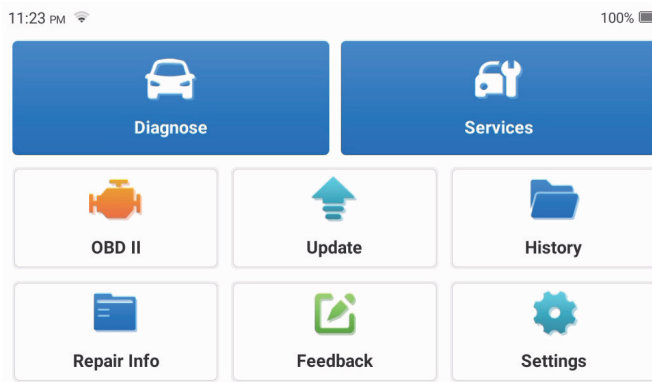 11:23 PM 100%
Diagnose Services
OBD II Update History
Repair Info Feedback Settings